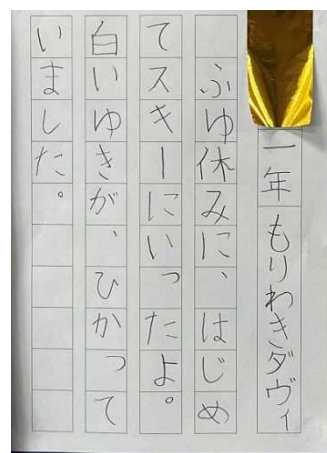 一年 もりわきダヴィ
ふゆ休みに、はじめ
てスキーにいったよ。
白いゆきが、ひかって
いました。